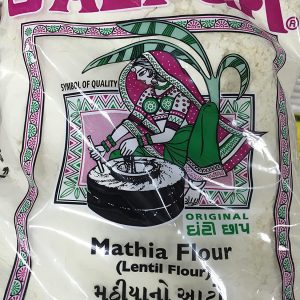 SYMBOL OF QUALITY
®
ORIGINAL
ઘંટી છાપ
Mathia Flour
(Lentil Flour)
મઠીયાનો આટો